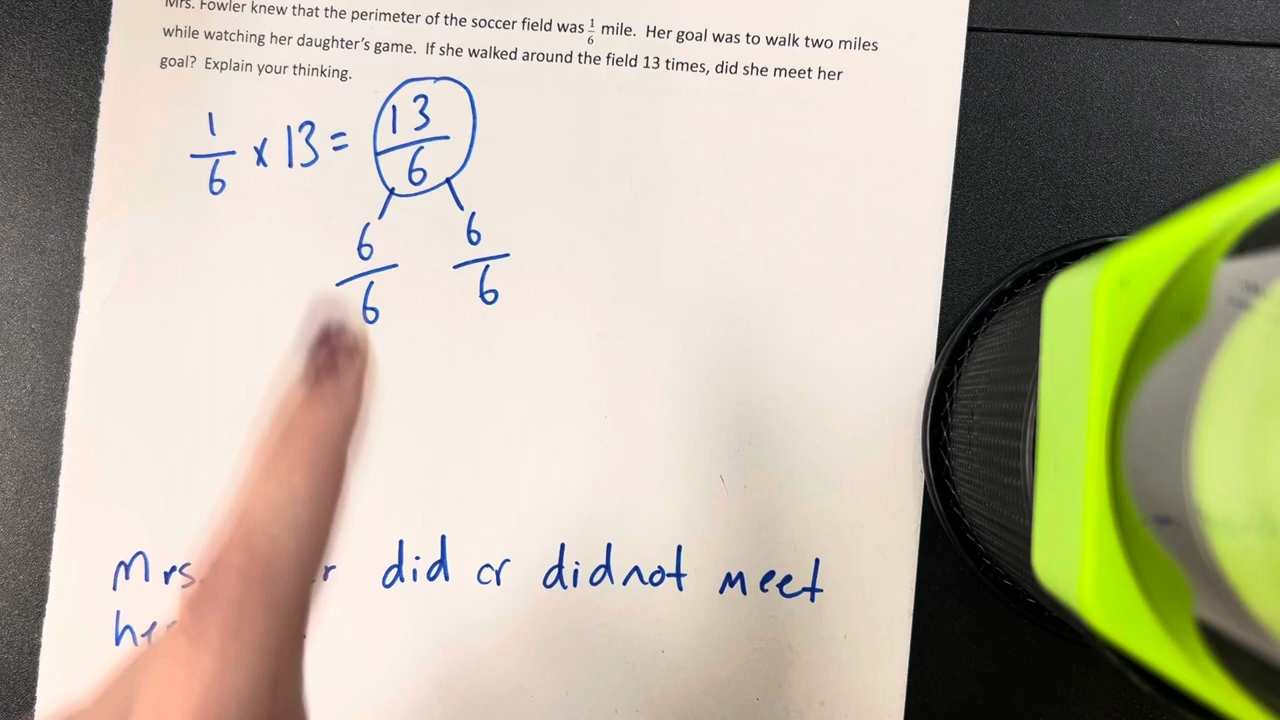 Mrs. Fowler knew that the perimeter of the soccer field was 1/6 mile. Her goal was to walk two miles
while watching her daughter's game. If she walked around the field 13 times, did she meet her
goal? Explain your thinking.
1/6 x 13 = 13/6
6/6 6/6
Mrs. r did or did not meet